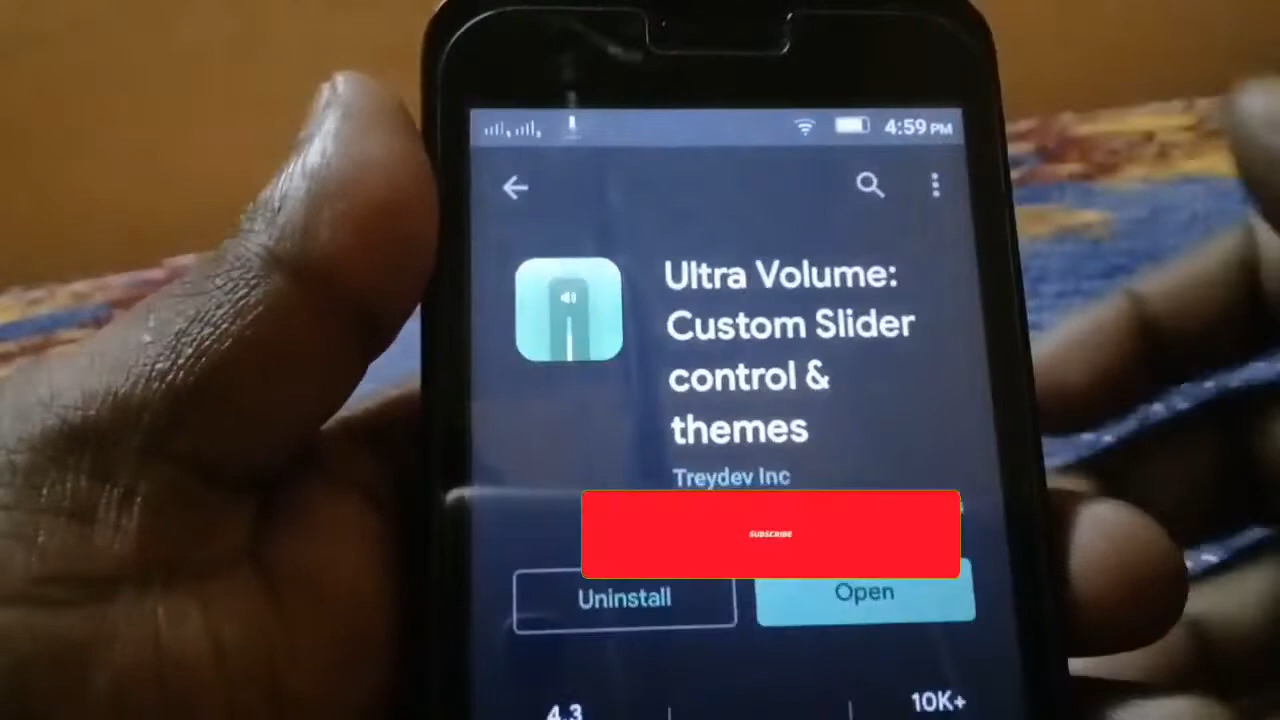 4:59 PM
Ultra Volume:
Custom Slider
control &
themes
Treydev Inc
SUBSCRIBE
Uninstall
Open
4.3
10K+